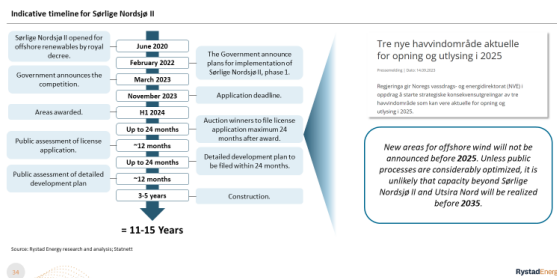 Indicative timeline for Sørlige Nordsjø II
Sørlige Nordsjø II opened for
offshore renewables by royal
decree.
June 2020
February 2022
The Government announce
plans for implementation of
Sørlige Nordsjø II, phase 1.
Government announces the
competition.
March 2023
November 2023
Application deadline.
Areas awarded.
H1 2024
Up to 24 months
Auction winners to file license
application maximum 24
months after award.
Public assessment of license
application.
~12 months
Up to 24 months
Detailed development plan to
be filed within 24 months.
Public assessment of detailed
development plan
~12 months
3-5 years
Construction.
= 11-15 Years
Tre nye havvindområde aktuelle
for opning og utlysing i 2025
Pressemelding | Dato: 14.03.2023
Regjeringa gir Noregs vassdrags- og energidirektorat (NVE) i
oppdrag å starte strategiske konsekvensutgreiingar av tre
havvindområde som kan vere aktuelle for opning og
utlysing i 2025.
New areas for offshore wind will not be
announced before 2025. Unless public
processes are considerably optimized, it is
unlikely that capacity beyond Sørlige
Nordsjø II and Utsira Nord will be realized
before 2035.
Source: Rystad Energy research and analysis; Statnett
RystadEnergy